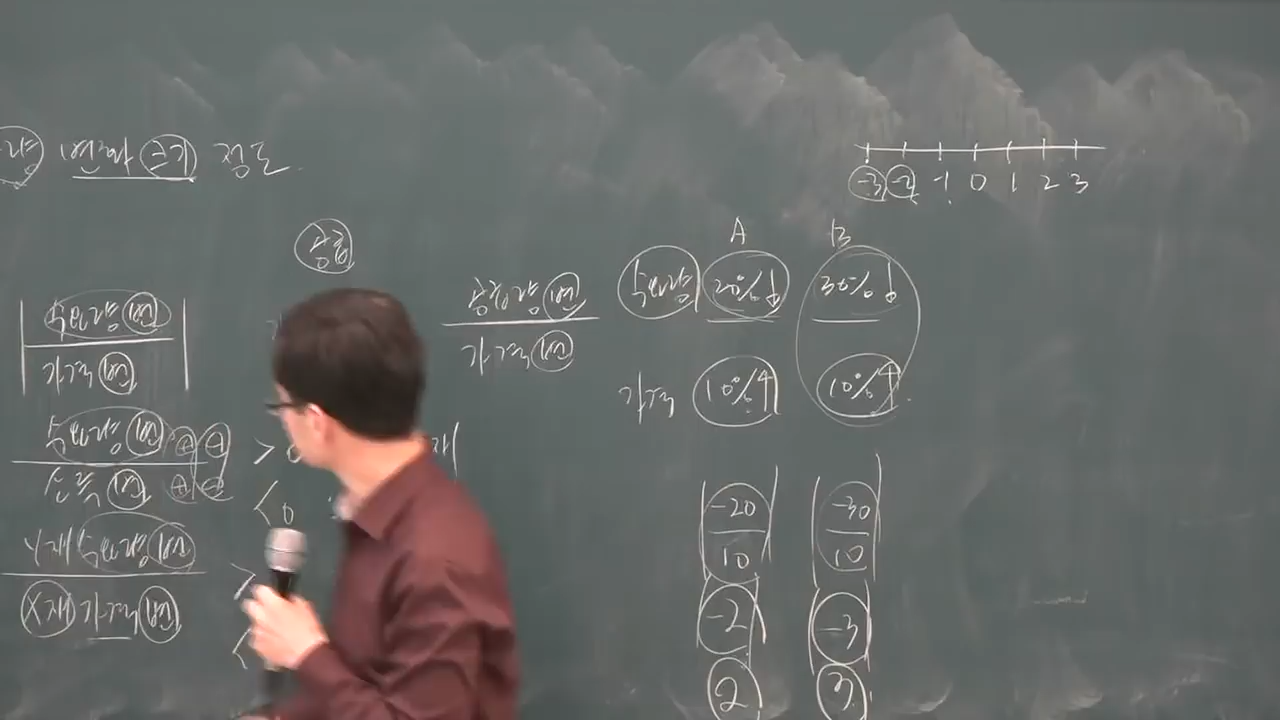 변화 크기 정도
-3 -2 -1 0 1 2 3
공급
수요량 변
가격 변
수요량 변 + -
소득 변 + -
> 0
< 0
Y재 수요량 변
X재 가격 변
>
<
공급량 변
가격 변
A B
수요량 20%↓ 30%↓
가격 10%↑ 10%↑
-20 -30
10 10
-2 -3
2 3